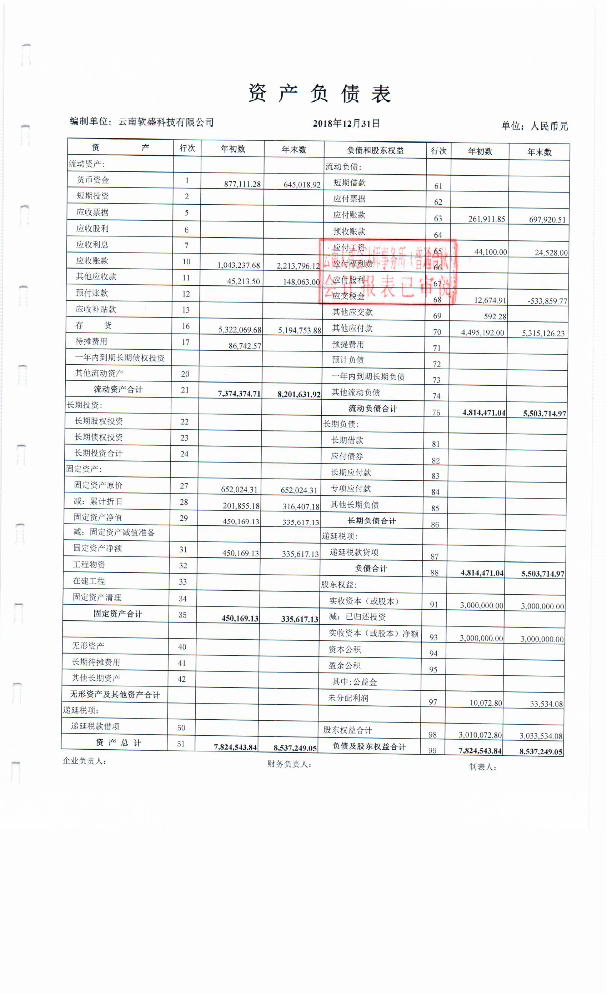 资产负债表
编制单位：云南软盛科技有限公司 2018年12月31日 单位：人民币元
资 产 行次 年初数 年末数 负债和股东权益 行次 年初数 年末数
流动资产： 流动负债：
货币资金 1 877,111.28 645,018.92 短期借款 61
短期投资 2 应付票据 62
应收票据 5 应付账款 63 261,911.85 697,920.51
应收股利 6 预收账款 64
应收利息 7 应付工资 65 44,100.00 24,528.00
应收账款 10 1,043,237.68 2,213,796.12 应付福利费 66
其他应收款 11 45,213.50 148,063.00 应付股利 67
预付账款 12 应交税金 68 12,674.91 -533,859.77
应收补贴款 13 其他应交款 69 592.28
存 货 16 5,322,069.68 5,194,753.88 其他应付款 70 4,495,192.00 5,315,126.23
待摊费用 17 86,742.57 预提费用 71
一年内到期长期债权投资 预计负债 72
其他流动资产 20 一年内到期长期负债 73
流动资产合计 21 7,374,374.71 8,201,631.92 其他流动负债 74
长期投资： 流动负债合计 75 4,814,471.04 5,503,714.97
长期股权投资 22 长期负债：
长期债权投资 23 长期借款 81
长期投资合计 24 应付债券 82
固定资产： 长期应付款 83
固定资产原价 27 652,024.31 652,024.31 专项应付款 84
减：累计折旧 28 201,855.18 316,407.18 其他长期负债 85
固定资产净值 29 450,169.13 335,617.13 长期负债合计 86
减：固定资产减值准备 递延税项：
固定资产净额 31 450,169.13 335,617.13 递延税款贷项 87
工程物资 32 负债合计 88 4,814,471.04 5,503,714.97
在建工程 33 股东权益：
固定资产清理 34 实收资本（或股本） 91 3,000,000.00 3,000,000.00
固定资产合计 35 450,169.13 335,617.13 减：已归还投资
实收资本（或股本）净额 93 3,000,000.00 3,000,000.00
无形资产 40 资本公积 94
长期待摊费用 41 盈余公积 95
其他长期资产 42 其中:公益金
无形资产及其他资产合计 未分配利润 97 10,072.80 33,534.08
递延税项：
递延税款借项 50 股东权益合计 98 3,010,072.80 3,033,534.08
资产总计 51 7,824,543.84 8,537,249.05 负债及股东权益合计 99 7,824,543.84 8,537,249.05
企业负责人： 财务负责人： 制表人：
云南 师事务所（普通合伙
会计报表已审阅